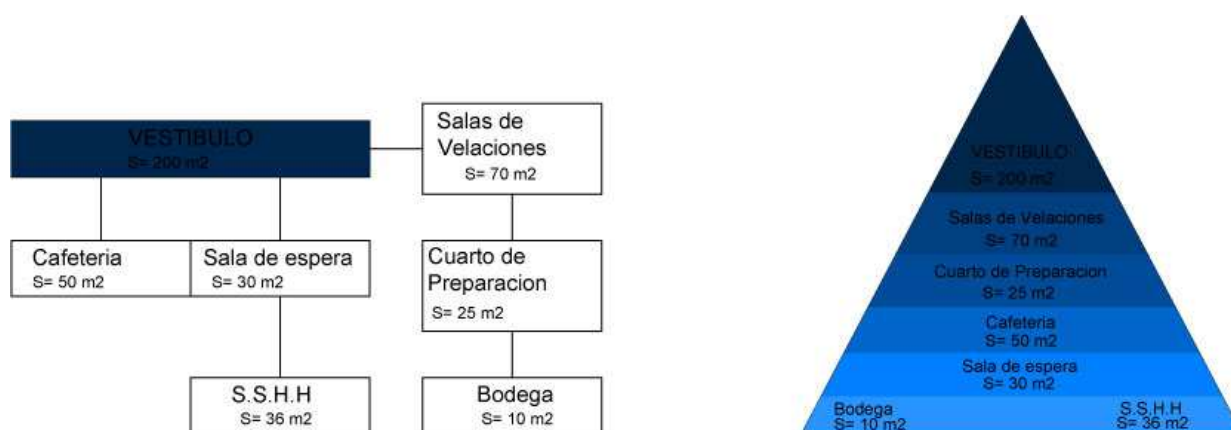 VESTIBULO
S= 200 m2
Salas de
Velaciones
S= 70 m2
Cafeteria
S= 50 m2
Sala de espera
S= 30 m2
Cuarto de
Preparacion
S= 25 m2
S.S.H.H
S= 36 m2
Bodega
S= 10 m2
VESTIBULO
S= 200 m2
Salas de Velaciones
S= 70 m2
Cuarto de Preparacion
S= 25 m2
Cafeteria
S= 50 m2
Sala de espera
S= 30 m2
Bodega
S= 10 m2
S.S.H.H
S= 36 m2